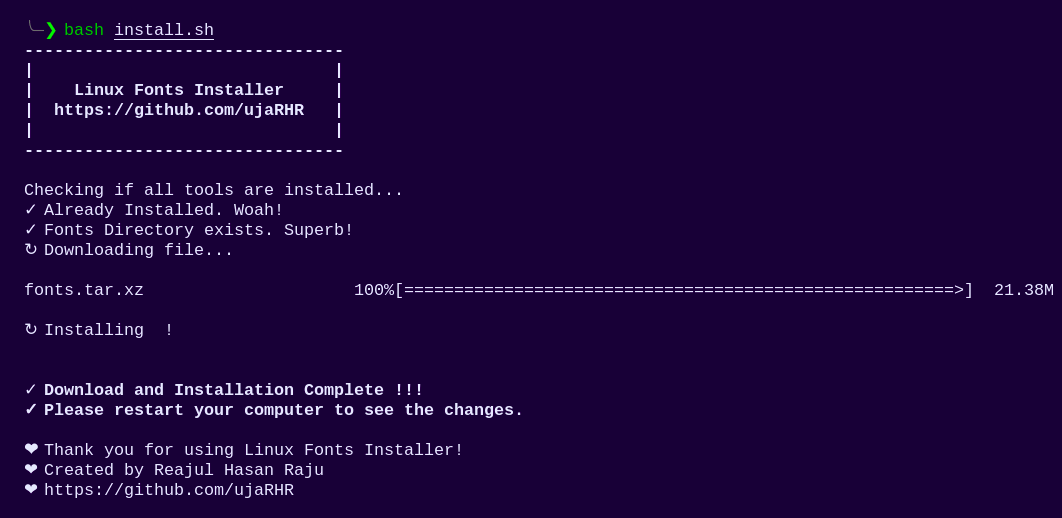 ╰─❯ bash install.sh
--------------------------------
|                              |
|    Linux Fonts Installer     |
|  https://github.com/ujaRHR   |
|                              |
--------------------------------
Checking if all tools are installed...
✓ Already Installed. Woah!
✓ Fonts Directory exists. Superb!
↻ Downloading file...
fonts.tar.xz                     100%[=======================================================>]  21.38M
↻ Installing  !
✓ Download and Installation Complete !!!
✓ Please restart your computer to see the changes.
❤ Thank you for using Linux Fonts Installer!
❤ Created by Reajul Hasan Raju
❤ https://github.com/ujaRHR